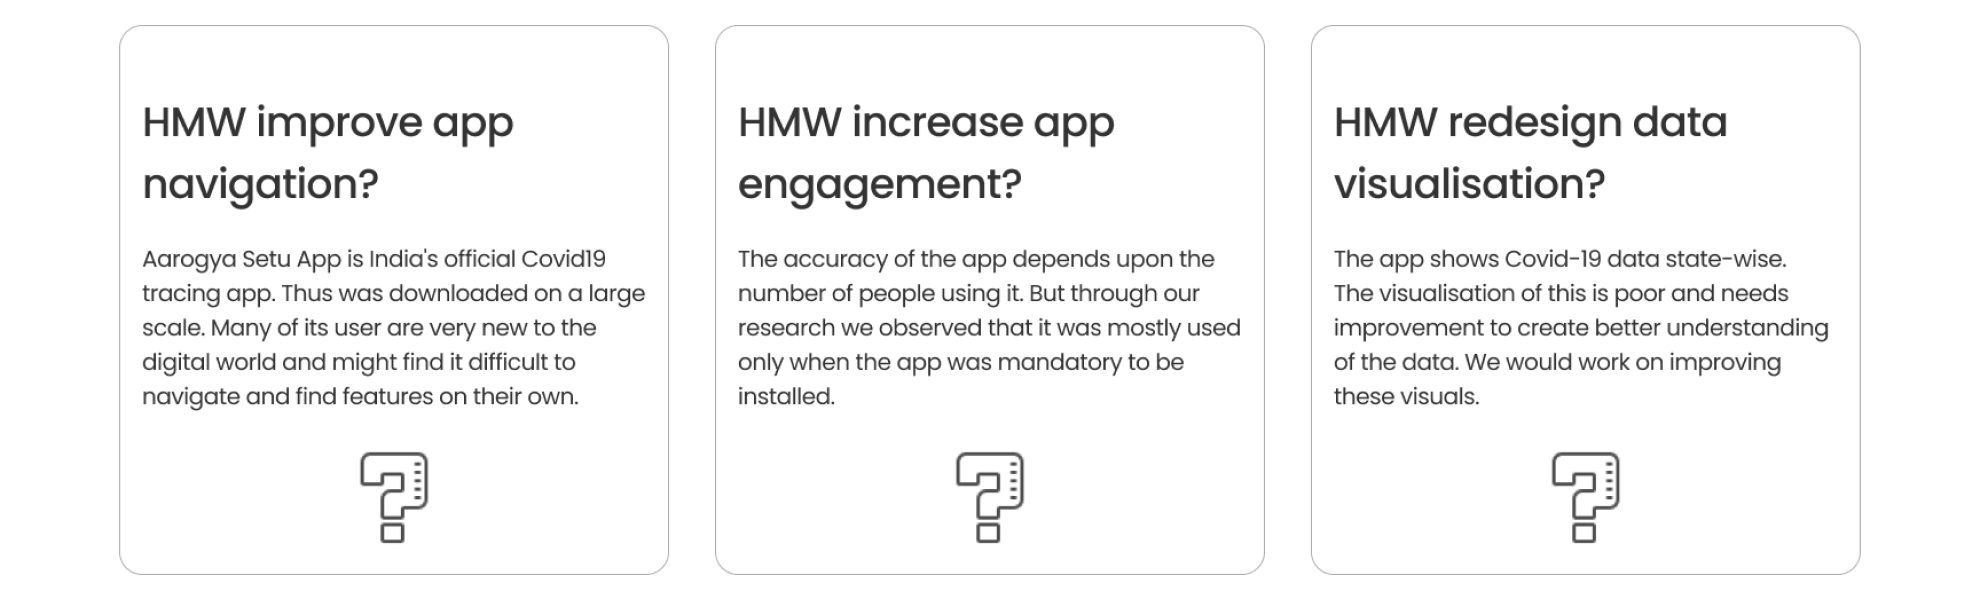 HMW improve app
navigation?
Aarogya Setu App is India's official Covid19
tracing app. Thus was downloaded on a large
scale. Many of its user are very new to the
digital world and might find it difficult to
navigate and find features on their own.
HMW increase app
engagement?
The accuracy of the app depends upon the
number of people using it. But through our
research we observed that it was mostly used
only when the app was mandatory to be
installed.
HMW redesign data
visualisation?
The app shows Covid-19 data state-wise.
The visualisation of this is poor and needs
improvement to create better understanding
of the data. We would work on improving
these visuals.